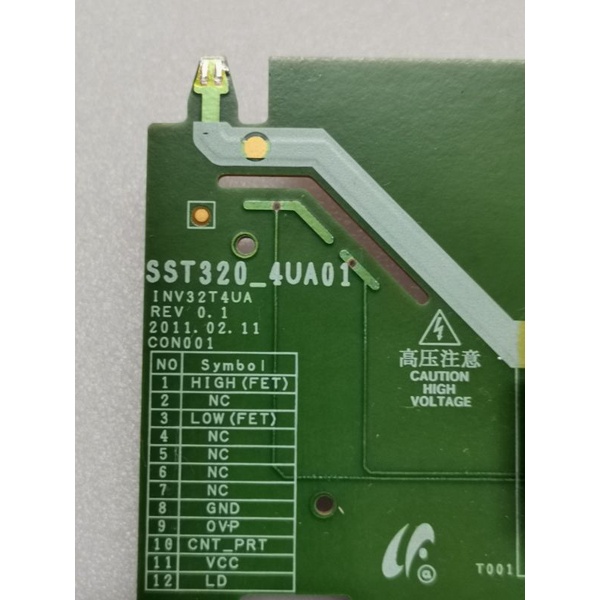 SST320_4UA01
INV32T4UA
REV 0.1
2011.02.11
CON001
NO Symbol
1 HIGH(FET)
2 NC
3 LOW(FET)
4 NC
5 NC
6 NC
7 NC
8 GND
9 OVP
10 CNT_PRT
11 VCC
12 LD
高压注意
CAUTION
HIGH
VOLTAGE
T001